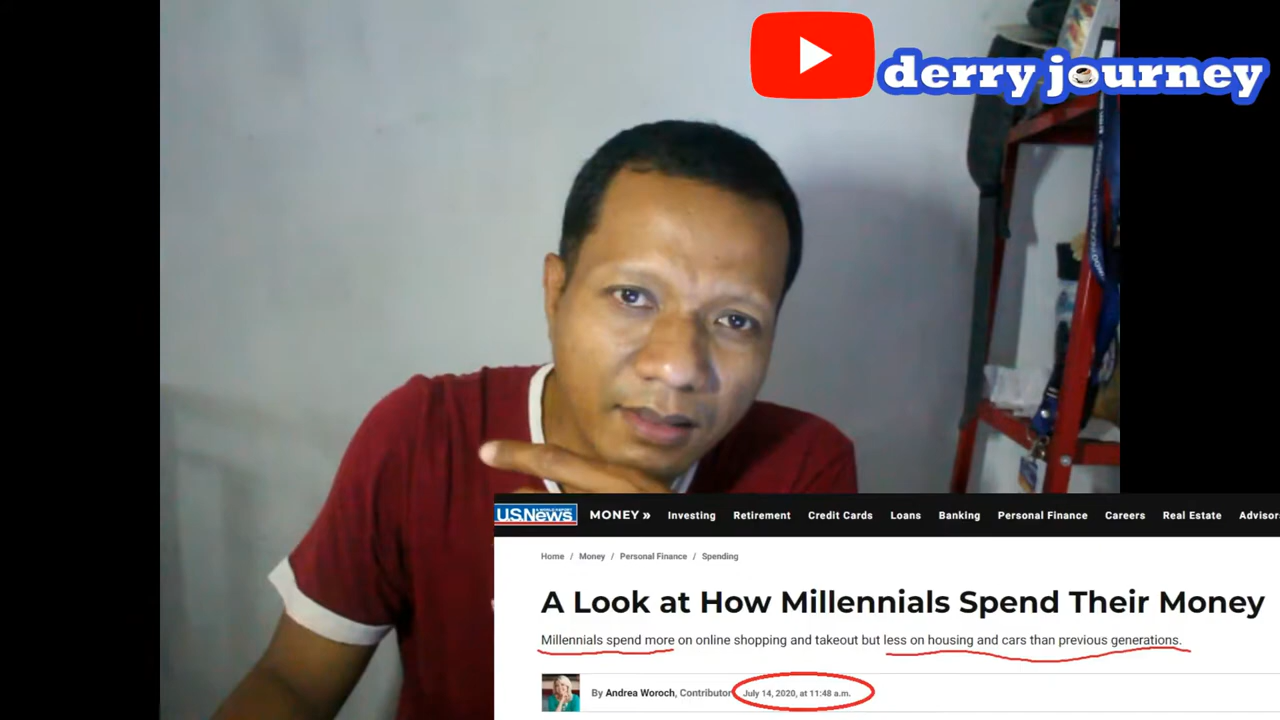 derry journey
U.S.News
MONEY » Investing Retirement Credit Cards Loans Banking Personal Finance Careers Real Estate Advisor
Home / Money / Personal Finance / Spending
A Look at How Millennials Spend Their Money
Millennials spend more on online shopping and takeout but less on housing and cars than previous generations.
By Andrea Woroch, Contributor July 14, 2020, at 11:48 a.m.